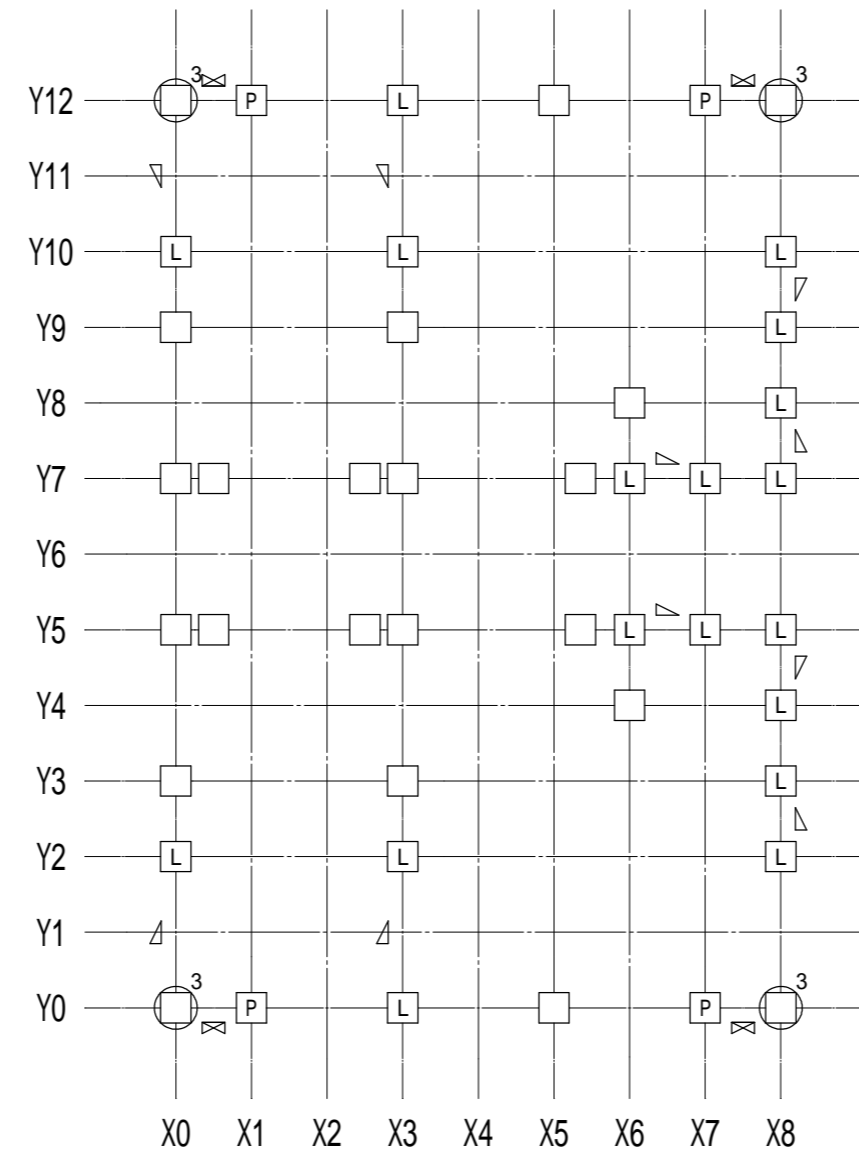 3 3
Y12 P L P
Y11
Y10 L L L
Y9 L
Y8 L
Y7 L L L
Y6
Y5 L L L
Y4 L
Y3 L
Y2 L L L
Y1
3 3
Y0 P L P
X0 X1 X2 X3 X4 X5 X6 X7 X8